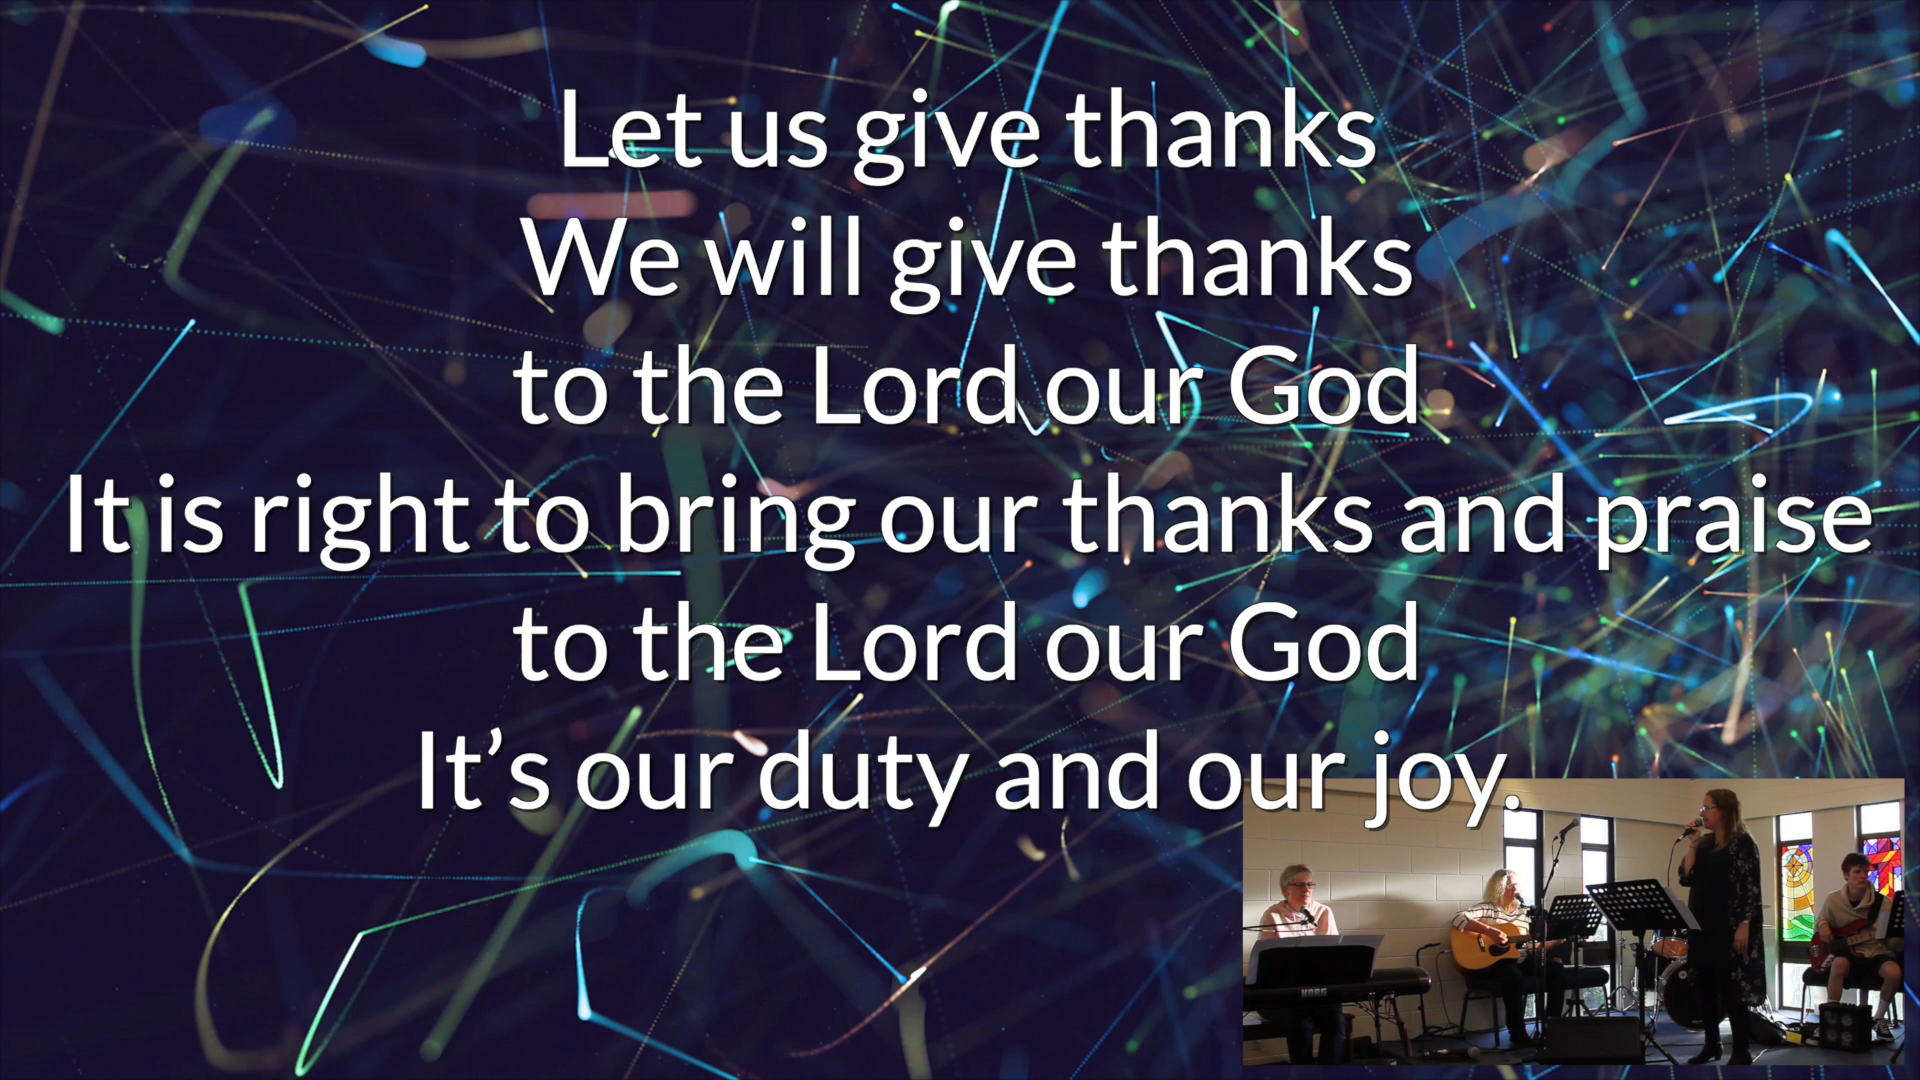 Let us give thanks
We will give thanks
to the Lord our God
It is right to bring our thanks and praise
to the Lord our God
It’s our duty and our joy.
KORG